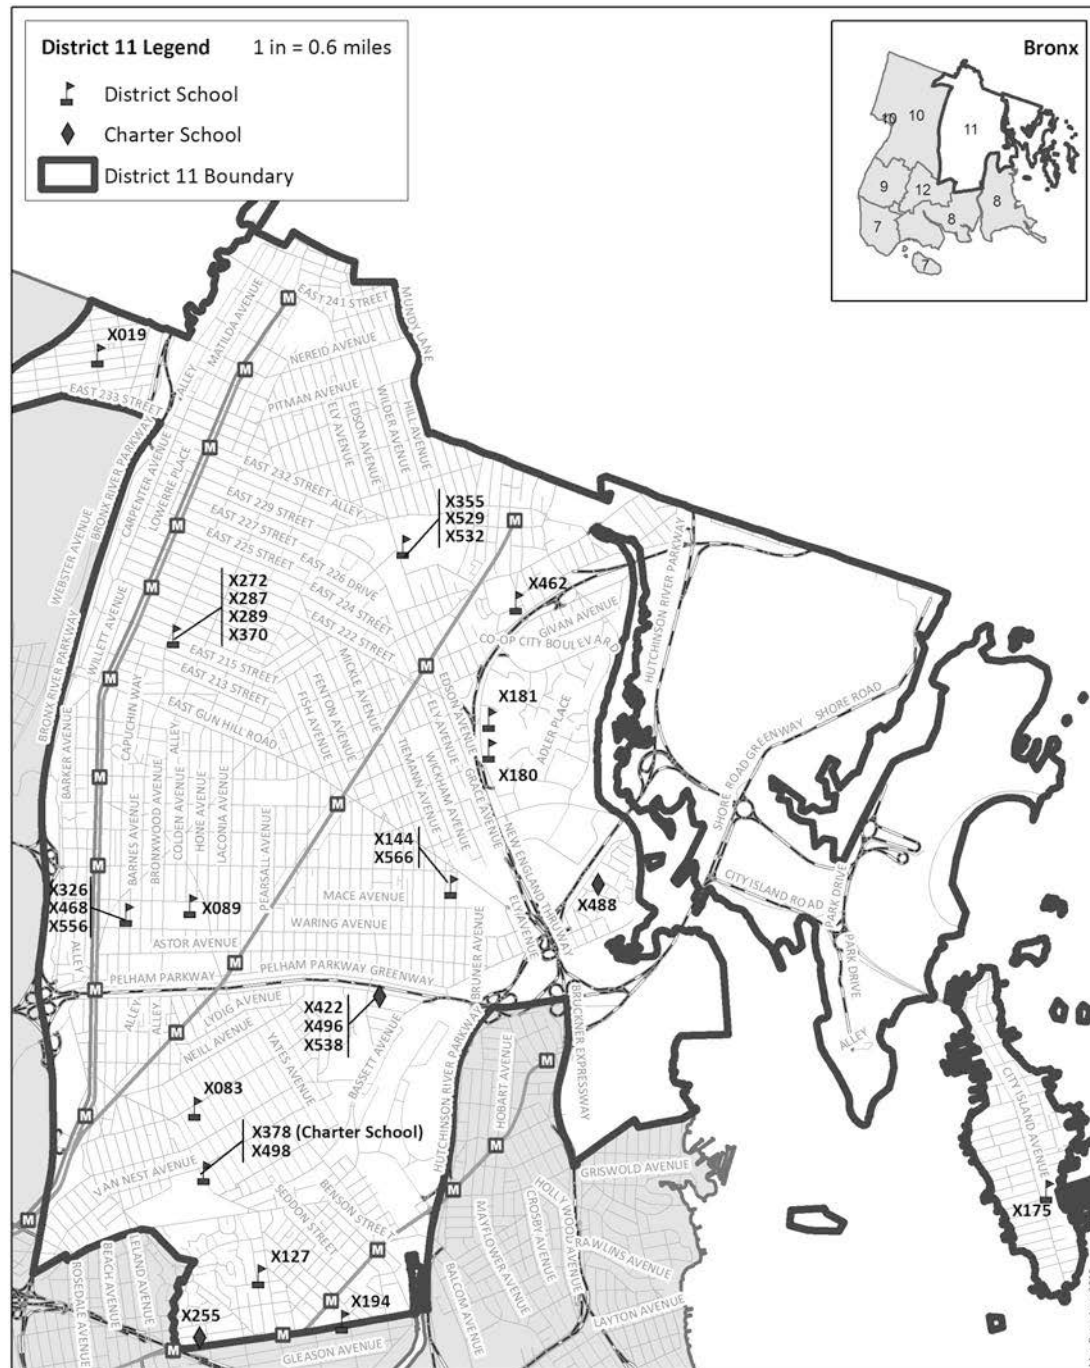 District 11 Legend 1 in = 0.6 miles
District School
Charter School
District 11 Boundary
Bronx
10
10
11
9
12
8
8
7
7
M
EAST 241 STREET
MUNDY LANE
MATILDA AVENUE
X019
NEREID AVENUE
M
ALLEY
EAST 233 STREET
PITMAN AVENUE
ELY AVENUE
EDSON AVENUE
WILDER AVENUE
HILL AVENUE
BRONX RIVER PARKWAY
M
CARPENTER AVENUE
LOWERRE PLACE
EAST 232 STREET
ALLEY
EAST 229 STREET
EAST 227 STREET
EAST 225 STREET
EAST 226 DRIVE
EAST 224 STREET
EAST 222 STREET
X355
X529
X532
M
M
WEBSTER AVENUE
M
X272
X287
X289
X370
X462
GIVAN AVENUE
CO-OP CITY BOULEVARD
HUTCHINSON RIVER PARKWAY
WILLETT AVENUE
BRONX RIVER PARKWAY
EAST 215 STREET
EAST 213 STREET
EAST GUN HILL ROAD
M
M
MICKLE AVENUE
FENTON AVENUE
FISH AVENUE
EDSON AVENUE
ELY AVENUE
X181
SHORE ROAD
SHORE ROAD GREENWAY
CAPUCHIN WAY
BARKER AVENUE
ALLEY
TIEMANN AVENUE
WICKHAM AVENUE
GRACE AVENUE
ADLER PLACE
X180
M
M
BARNES AVENUE
BRONXWOOD AVENUE
COLDEN AVENUE
HONE AVENUE
LACONIA AVENUE
PEARSALL AVENUE
NEW ENGLAND THRUWAY
X144
X566
M
X326
X468
X556
X089
MACE AVENUE
WARING AVENUE
ELY AVENUE
X488
CITY ISLAND ROAD
PARK DRIVE
PARK DRIVE
ALLEY
ALLEY
ASTOR AVENUE
M
PELHAM PARKWAY
PELHAM PARKWAY GREENWAY
BRUNER AVENUE
M
ALLEY
ALLEY
LYDIG AVENUE
NEILL AVENUE
M
X422
X496
X538
YATES AVENUE
BASSETT AVENUE
HUTCHINSON RIVER PARKWAY
HOBART AVENUE
M
BRUCKNER EXPRESSWAY
X083
M
M
X378 (Charter School)
X498
VAN NEST AVENUE
SEDDON STREET
BENSON STREET
M
M
GRISWOLD AVENUE
HOLLYWOOD AVENUE
CROSBY AVENUE
MAYFLOWER AVENUE
RAWLINS AVENUE
CITY ISLAND AVENUE
X175
M
X127
BALCOM AVENUE
LAYTON AVENUE
LELAND AVENUE
BEACH AVENUE
ROSEDALE AVENUE
X255
M
X194
M
M
GLEASON AVENUE